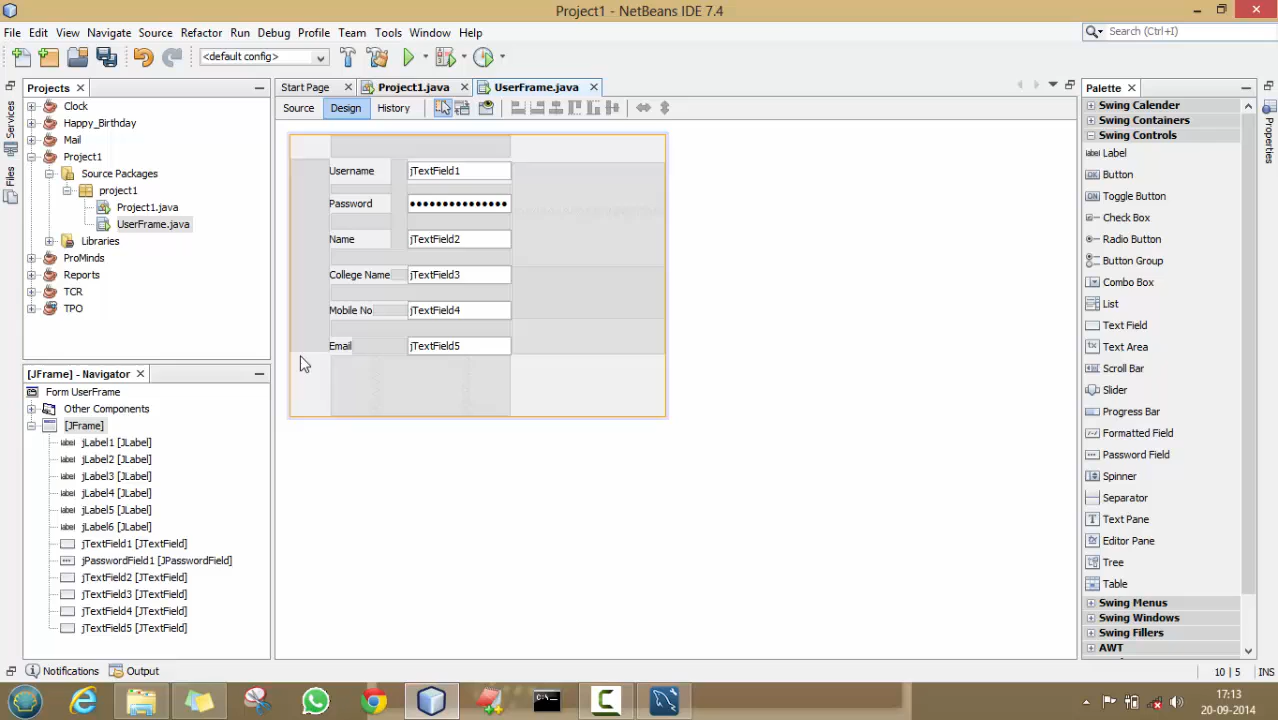 Project1 - NetBeans IDE 7.4
File Edit View Navigate Source Refactor Run Debug Profile Team Tools Window Help
Search (Ctrl+I)
<default config>
Projects
Start Page
Project1.java
UserFrame.java
Palette
Source
Design
History
Services
Files
Properties
Clock
Happy_Birthday
Mail
Project1
Source Packages
project1
Project1.java
UserFrame.java
Libraries
ProMinds
Reports
TCR
TPO
Username
jTextField1
Password
Name
jTextField2
College Name
jTextField3
Mobile No
jTextField4
Email
jTextField5
[JFrame] - Navigator
Form UserFrame
Other Components
[JFrame]
jLabel1 [JLabel]
jLabel2 [JLabel]
jLabel3 [JLabel]
jLabel4 [JLabel]
jLabel5 [JLabel]
jLabel6 [JLabel]
jTextField1 [JTextField]
jPasswordField1 [JPasswordField]
jTextField2 [JTextField]
jTextField3 [JTextField]
jTextField4 [JTextField]
jTextField5 [JTextField]
Swing Calender
Swing Containers
Swing Controls
Label
Button
Toggle Button
Check Box
Radio Button
Button Group
Combo Box
List
Text Field
Text Area
Scroll Bar
Slider
Progress Bar
Formatted Field
Password Field
Spinner
Separator
Text Pane
Editor Pane
Tree
Table
Swing Menus
Swing Windows
Swing Fillers
AWT
Notifications
Output
10 | 5
INS
17:13
20-09-2014